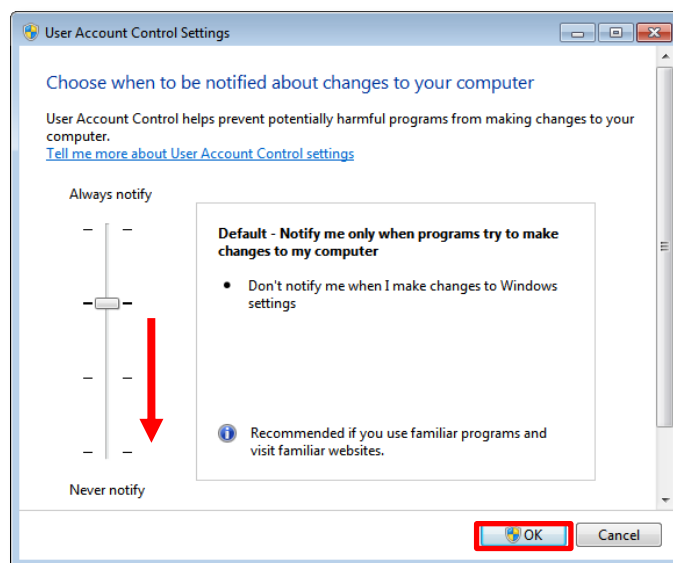 User Account Control Settings
Choose when to be notified about changes to your computer
User Account Control helps prevent potentially harmful programs from making changes to your
computer.
Tell me more about User Account Control settings
Always notify
Default - Notify me only when programs try to make
changes to my computer
• Don't notify me when I make changes to Windows
settings
Recommended if you use familiar programs and
visit familiar websites.
Never notify
OK
Cancel